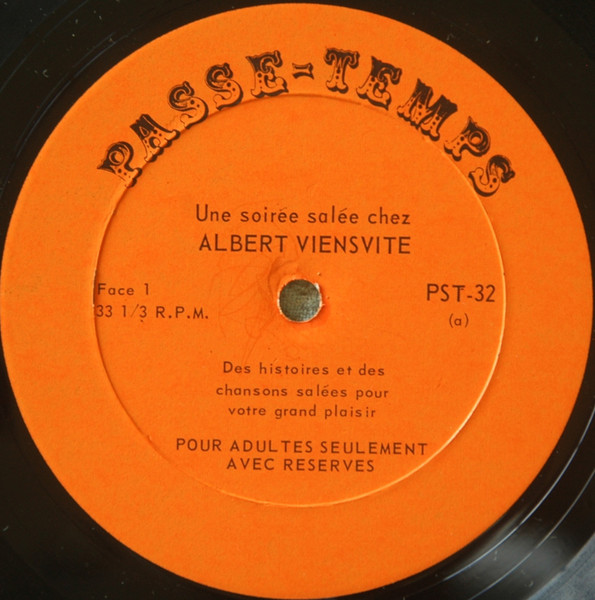 PASSE-TEMPS
Une soirée salée chez
ALBERT VIENSVITE
Face 1
33 1/3 R.P.M.
PST-32
(a)
Des histoires et des
chansons salées pour
votre grand plaisir
POUR ADULTES SEULEMENT
AVEC RESERVES